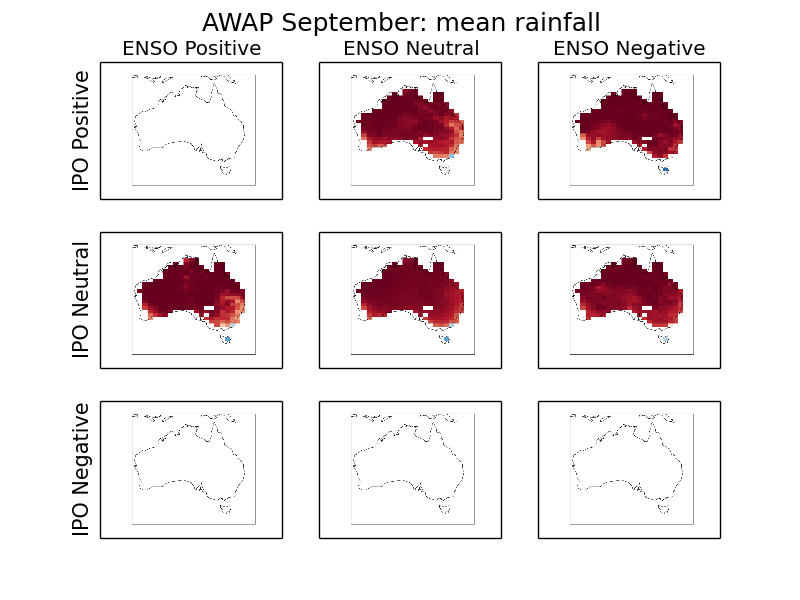 AWAP September: mean rainfall
ENSO Positive
ENSO Neutral
ENSO Negative
IPO Positive
IPO Neutral
IPO Negative